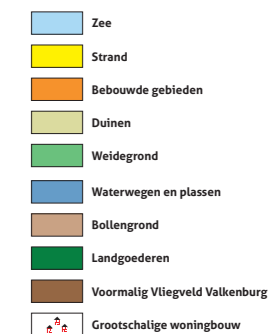 Zee
Strand
Bebouwde gebieden
Duinen
Weidegrond
Waterwegen en plassen
Bollengrond
Landgoederen
Voormalig Vliegveld Valkenburg
Grootschalige woningbouw